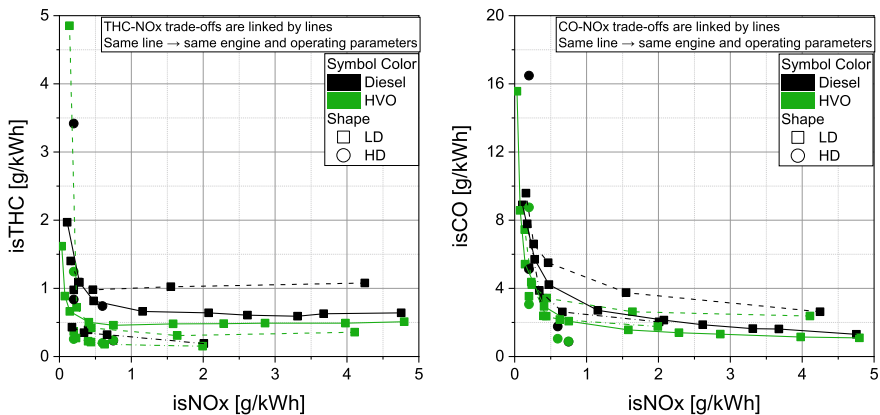 THC-NOx trade-offs are linked by lines
Same line → same engine and operating parameters
Symbol Color
Diesel
HVO
Shape
LD
HD
5
4
3
2
1
0
isTHC [g/kWh]
0
1
2
3
4
5
isNOx [g/kWh]
CO-NOx trade-offs are linked by lines
Same line → same engine and operating parameters
Symbol Color
Diesel
HVO
Shape
LD
HD
20
16
12
8
4
0
isCO [g/kWh]
0
1
2
3
4
5
isNOx [g/kWh]